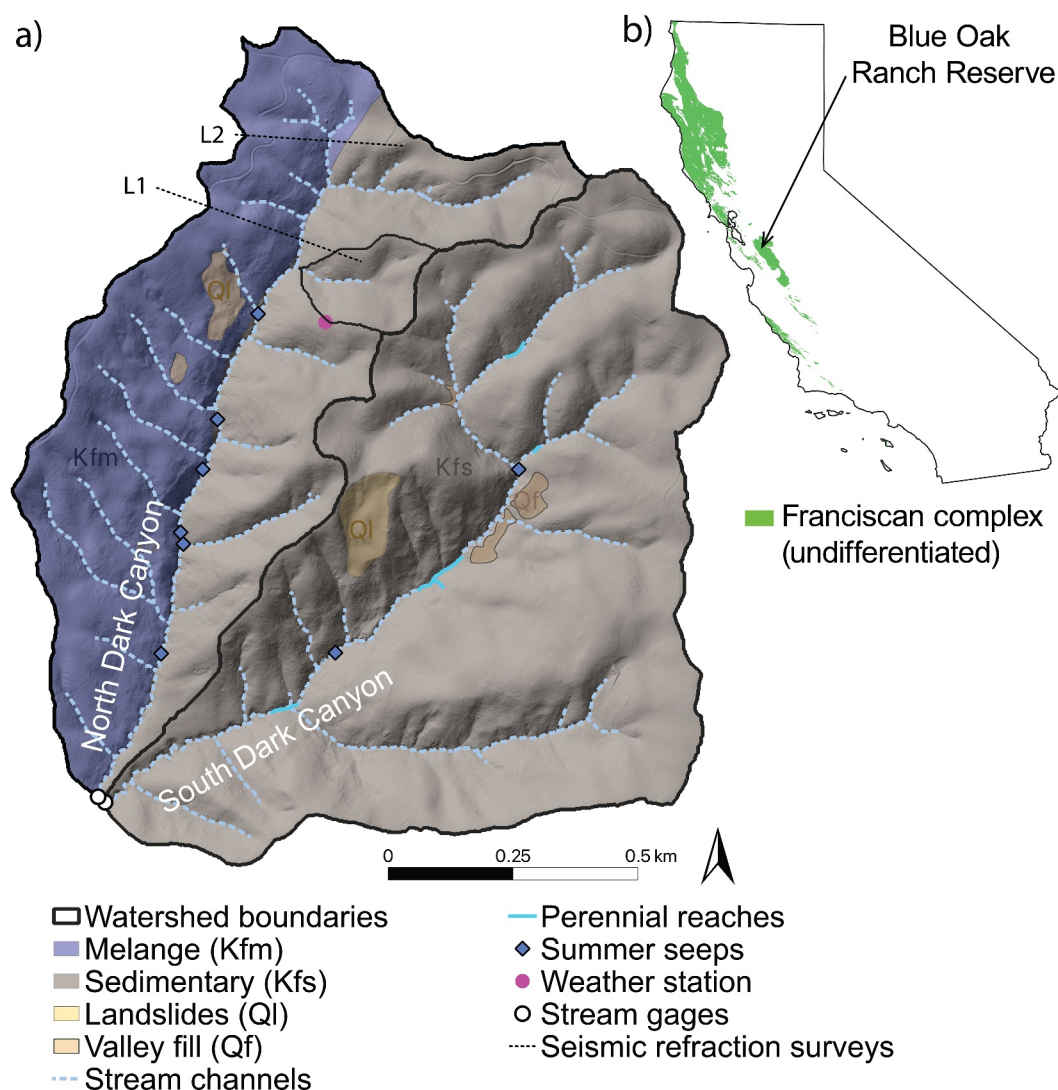 a)
b)
Blue Oak
Ranch Reserve
L2
L1
Qf
Kfm
Kfs
Qf
Ql
North Dark Canyon
South Dark Canyon
Franciscan complex
(undifferentiated)
0 0.25 0.5 km
Watershed boundaries
Melange (Kfm)
Sedimentary (Kfs)
Landslides (Ql)
Valley fill (Qf)
Stream channels
Perennial reaches
Summer seeps
Weather station
Stream gages
Seismic refraction surveys